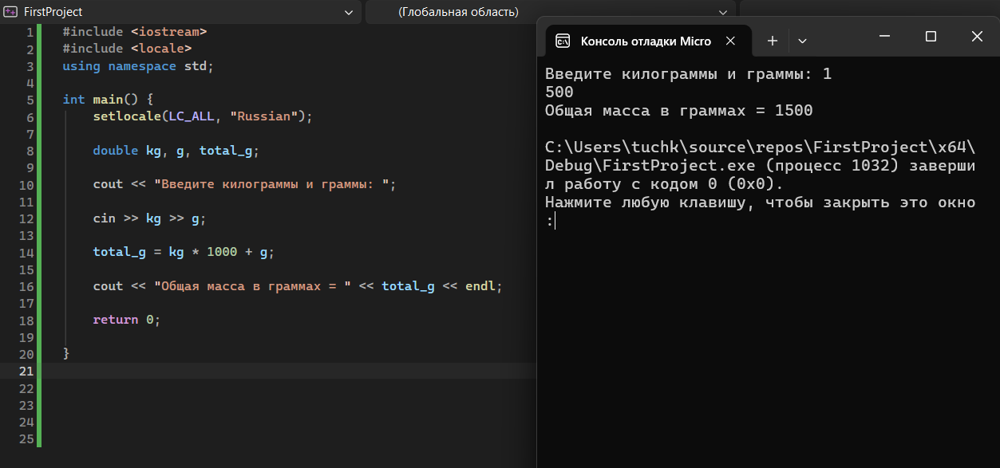 FirstProject
(Глобальная область)
1 #include <iostream>
2 #include <locale>
3 using namespace std;
4
5 int main() {
6 setlocale(LC_ALL, "Russian");
7
8 double kg, g, total_g;
9
10 cout << "Введите килограммы и граммы: ";
11
12 cin >> kg >> g;
13
14 total_g = kg * 1000 + g;
15
16 cout << "Общая масса в граммах = " << total_g << endl;
17
18 return 0;
19
20 }
21
22
23
24
25
Консоль отладки Micro
Введите килограммы и граммы: 1
500
Общая масса в граммах = 1500
C:\Users\tuchk\source\repos\FirstProject\x64\
Debug\FirstProject.exe (процесс 1032) заверши
л работу с кодом 0 (0x0).
Нажмите любую клавишу, чтобы закрыть это окно
: